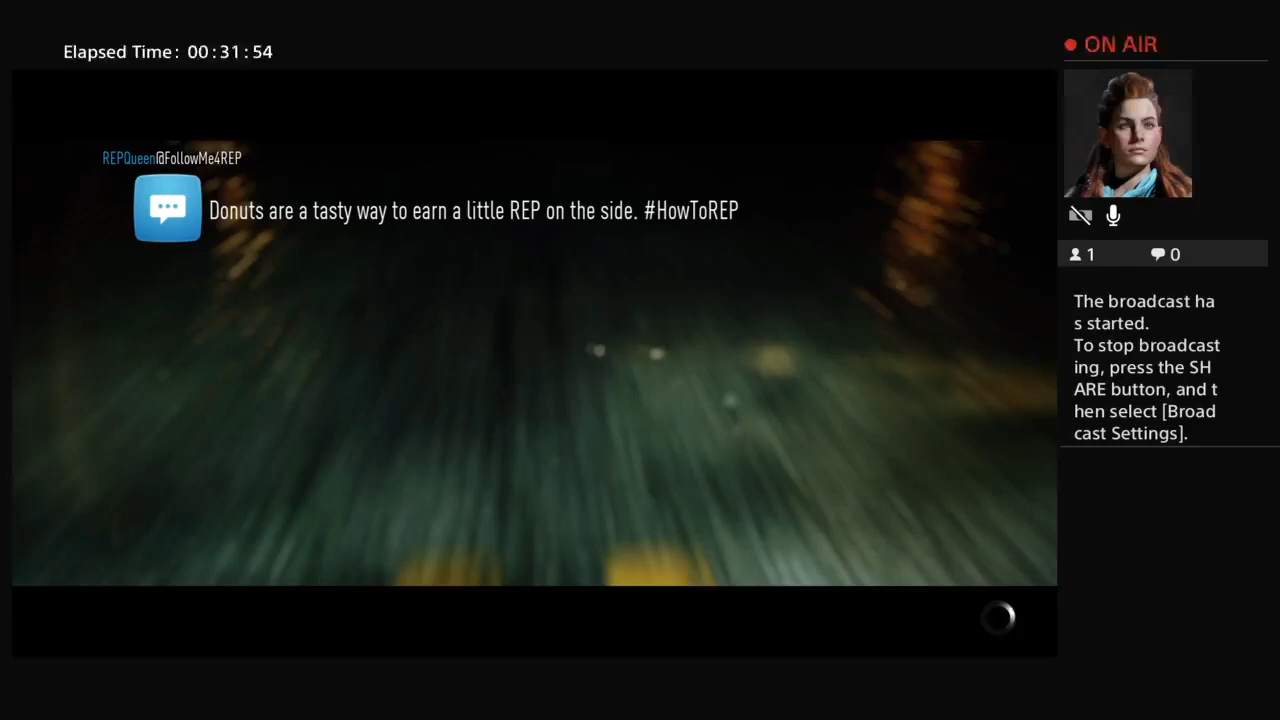 Elapsed Time: 00:31:54
ON AIR
REPQueen@FollowMe4REP
Donuts are a tasty way to earn a little REP on the side. #HowToREP
1 0
The broadcast ha
s started.
To stop broadcast
ing, press the SH
ARE button, and t
hen select [Broad
cast Settings].